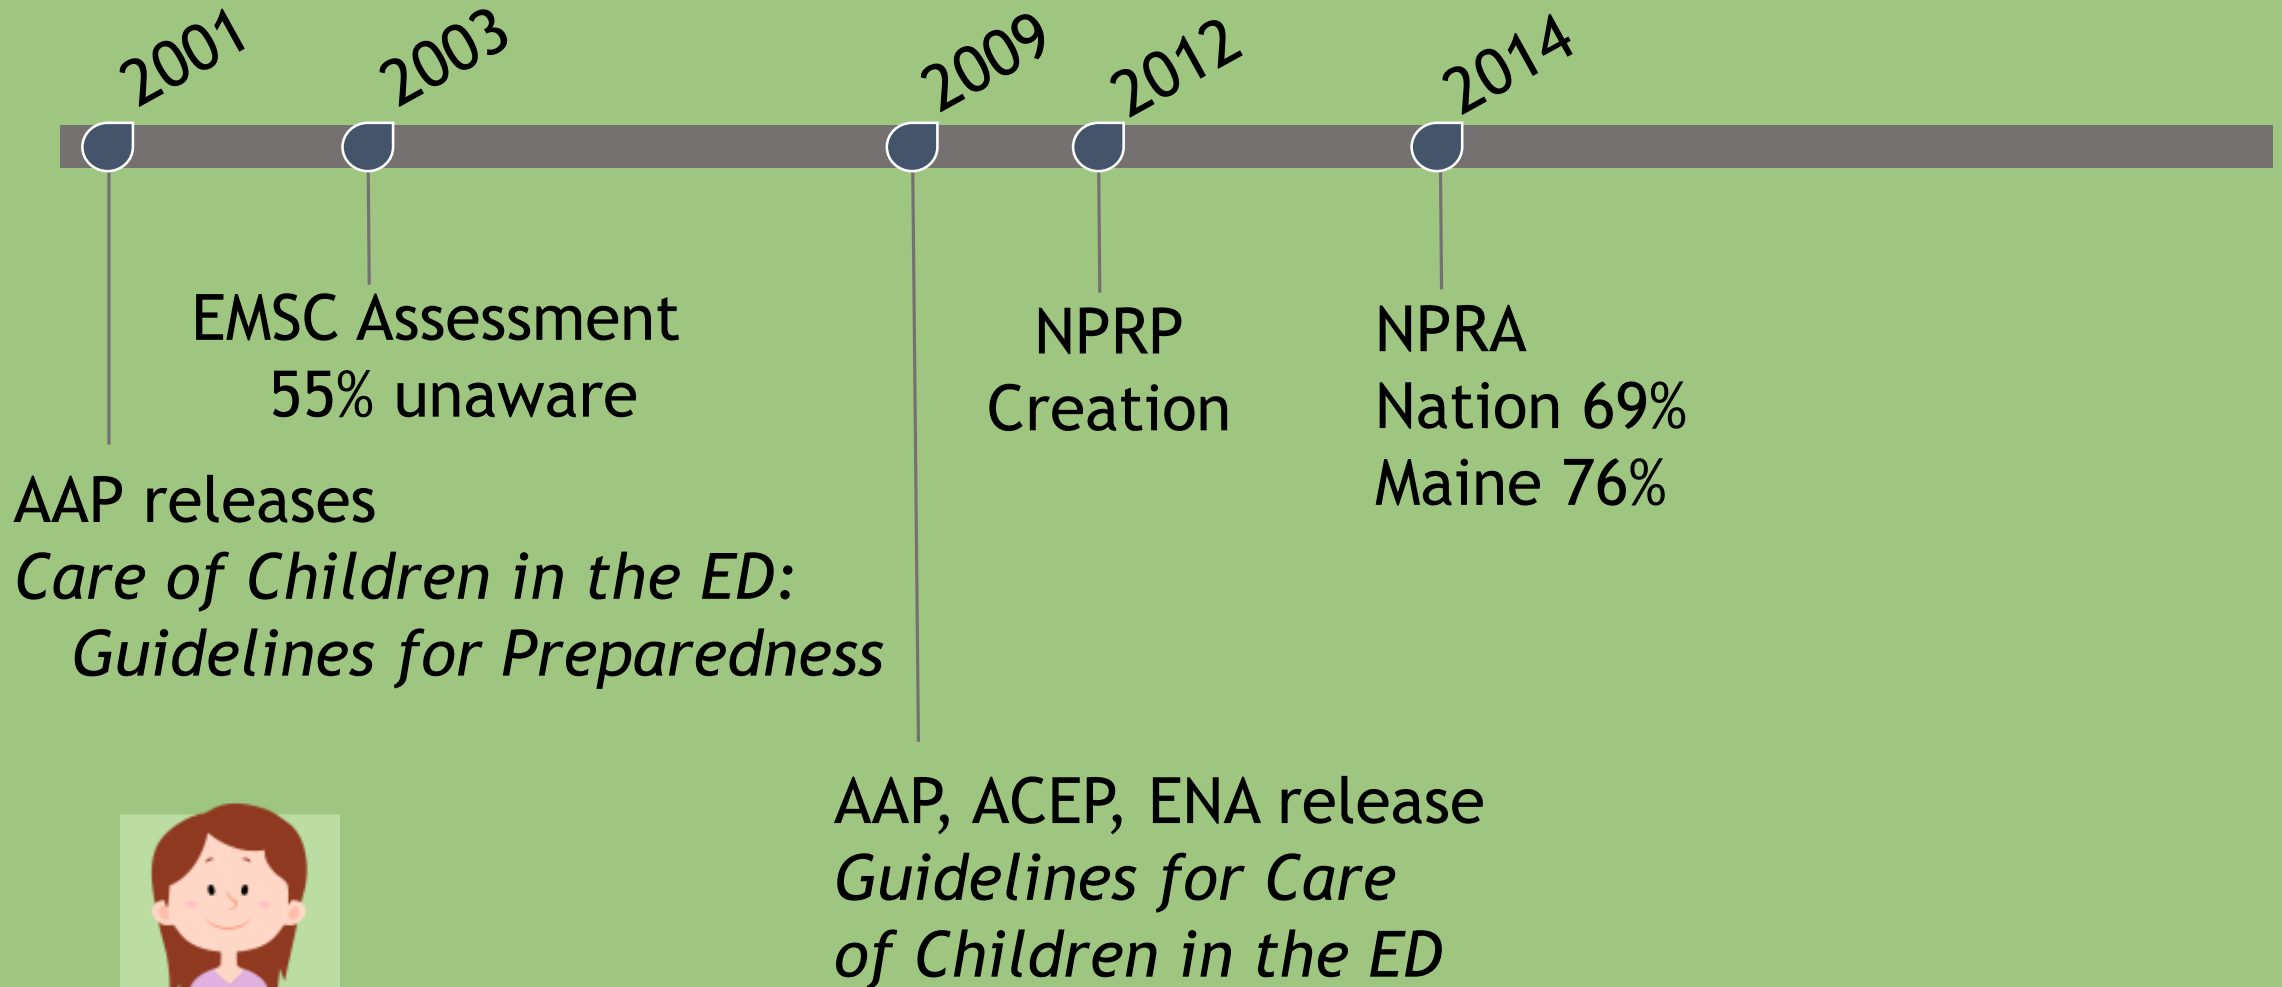 2001
2003
2009
2012
2014
EMSC Assessment
55% unaware
NPRP
Creation
NPRA
Nation 69%
Maine 76%
AAP releases
Care of Children in the ED:
Guidelines for Preparedness
AAP, ACEP, ENA release
Guidelines for Care
of Children in the ED